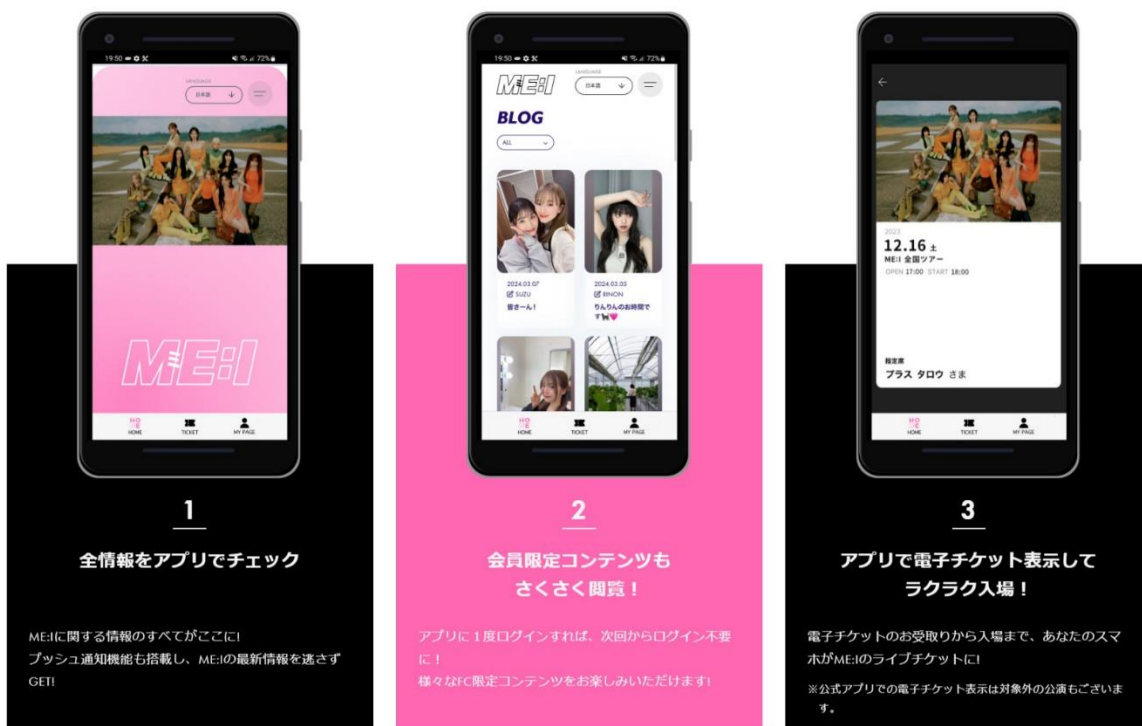 19:50
72%
LANGUAGE
日本語
ME:I
HOME
TICKET
MY PAGE
1
全情報をアプリでチェック
ME:Iに関する情報のすべてがここに!
プッシュ通知機能も搭載し、ME:Iの最新情報を逃さず
GET!
19:50
72%
ME:I
LANGUAGE
日本語
BLOG
ALL
2024.03.07
SUZU
皆さーん!
2024.03.03
RINON
りんりんのお時間で
す🐈‍⬛💗
HOME
TICKET
MY PAGE
2
会員限定コンテンツも
さくさく閲覧!
アプリに1度ログインすれば、次回からログイン不要
に!
様々なFC限定コンテンツをお楽しみいただけます!
2023
12.16 土
ME:I 全国ツアー
OPEN 17:00 START 18:00
指定席
プラス タロウ さま
HOME
TICKET
MY PAGE
3
アプリで電子チケット表示して
ラクラク入場!
電子チケットのお受取りから入場まで、あなたのスマ
ホがME:Iのライブチケットに!
※公式アプリでの電子チケット表示は対象外の公演もございま
す。